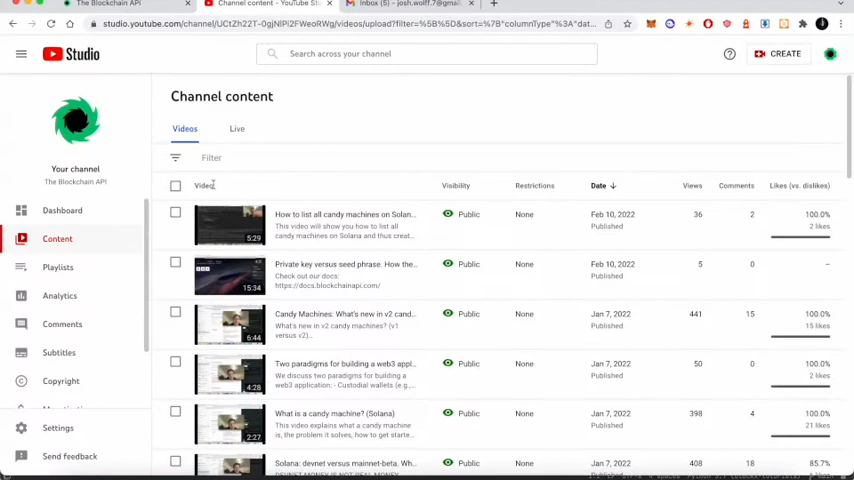 The Blockchain API
Channel content - YouTube Stu
Inbox (5) - josh.wolff.7@gmail.
studio.youtube.com/channel/
/videos/upload?filter=%5B%5D&sort=%7B"columnType"%3A"dat...
Studio
Search across your channel
CREATE
Your channel
The Blockchain API
Dashboard
Content
Playlists
Analytics
Comments
Subtitles
Copyright
Settings
Send feedback
Channel content
Videos
Live
Filter
Video
Visibility
Restrictions
Date
Views
Comments
Likes (vs. dislikes)
5:29
How to list all candy machines on Solan...
This video will show you how to list all
candy machines on Solana and thus creat...
Public
None
Feb 10, 2022
Published
36
2
100.0%
2 likes
15:34
Private key versus seed phrase. How the...
Check out our docs:
https://docs.blockchainapi.com/
Public
None
Feb 10, 2022
Published
5
0
–
6:44
Candy Machines: What's new in v2 cand...
What's new in v2 candy machines? (v1
versus v2)...
Public
None
Jan 7, 2022
Published
441
15
100.0%
15 likes
4:28
Two paradigms for building a web3 appl...
We discuss two paradigms for building a
web3 application: - Custodial wallets (e.g.,...
Public
None
Jan 7, 2022
Published
50
0
100.0%
2 likes
2:27
What is a candy machine? (Solana)
This video explains what a candy machine
is, the problem it solves, how to get starte...
Public
None
Jan 7, 2022
Published
398
4
100.0%
21 likes
Solana: devnet versus mainnet-beta. Wh...
Public
None
Jan 7, 2022
408
18
85.7%